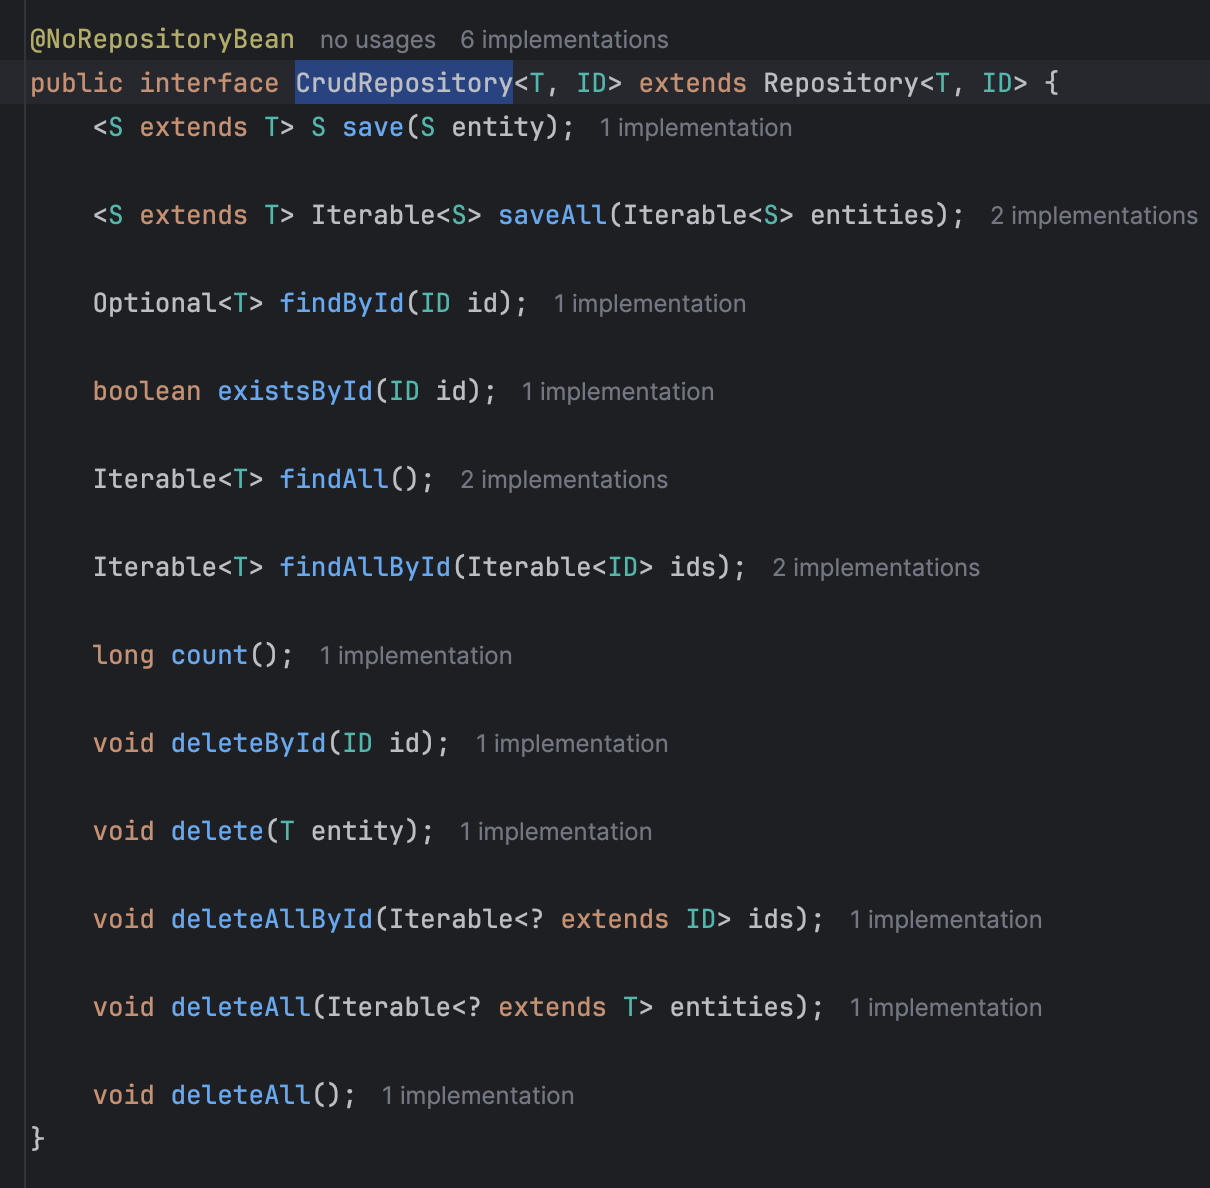 @NoRepositoryBean no usages 6 implementations
public interface CrudRepository<T, ID> extends Repository<T, ID> {
<S extends T> S save(S entity); 1 implementation
<S extends T> Iterable<S> saveAll(Iterable<S> entities); 2 implementations
Optional<T> findById(ID id); 1 implementation
boolean existsById(ID id); 1 implementation
Iterable<T> findAll(); 2 implementations
Iterable<T> findAllById(Iterable<ID> ids); 2 implementations
long count(); 1 implementation
void deleteById(ID id); 1 implementation
void delete(T entity); 1 implementation
void deleteAllById(Iterable<? extends ID> ids); 1 implementation
void deleteAll(Iterable<? extends T> entities); 1 implementation
void deleteAll(); 1 implementation
}